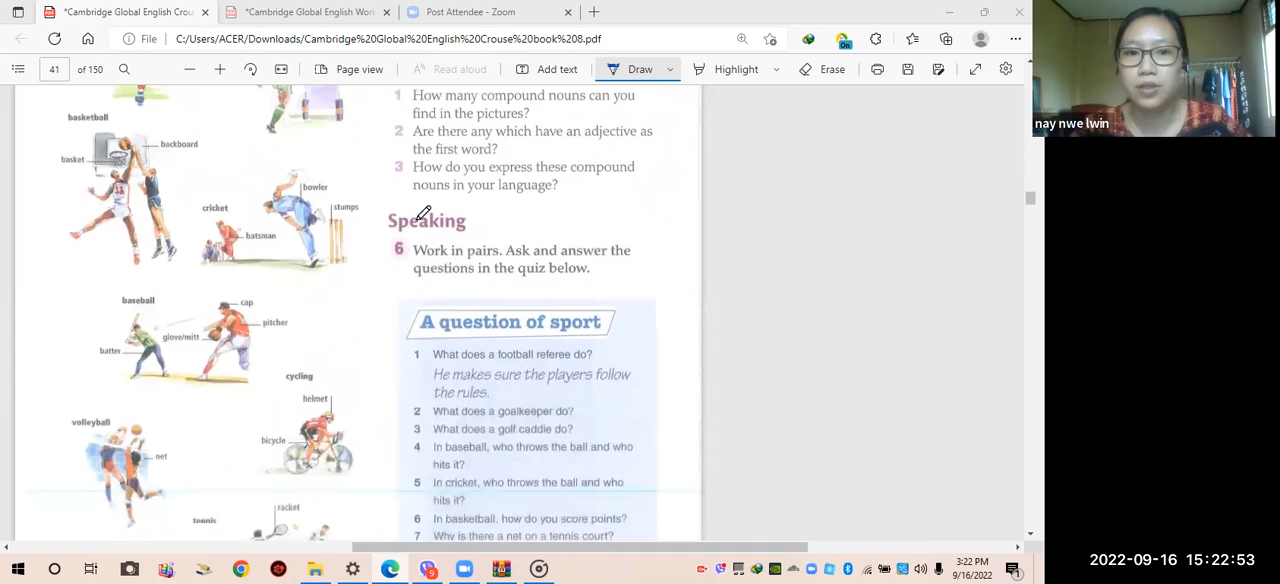 *Cambridge Global English Crou
*Cambridge Global English Work
Post Attendee - Zoom
File
C:/Users/ACER/Downloads/Cambridge%20Global%20English%20Crouse%20book%208.pdf
On
41 of 150
Page view
Read aloud
Add text
Draw
Highlight
Erase
nay nwe lwin
basketball
backboard
basket
bowler
stumps
cricket
batsman
baseball
cap
pitcher
glove/mitt
batter
cycling
helmet
volleyball
bicycle
net
racket
tennis
1 How many compound nouns can you
find in the pictures?
2 Are there any which have an adjective as
the first word?
3 How do you express these compound
nouns in your language?
Speaking
6 Work in pairs. Ask and answer the
questions in the quiz below.
A question of sport
1 What does a football referee do?
He makes sure the players follow
the rules.
2 What does a goalkeeper do?
3 What does a golf caddie do?
4 In baseball, who throws the ball and who
hits it?
5 In cricket, who throws the ball and who
hits it?
6 In basketball, how do you score points?
7 Why is there a net on a tennis court?
9
3:22 PM
9/16/2022
1
2022-09-16 15:22:53